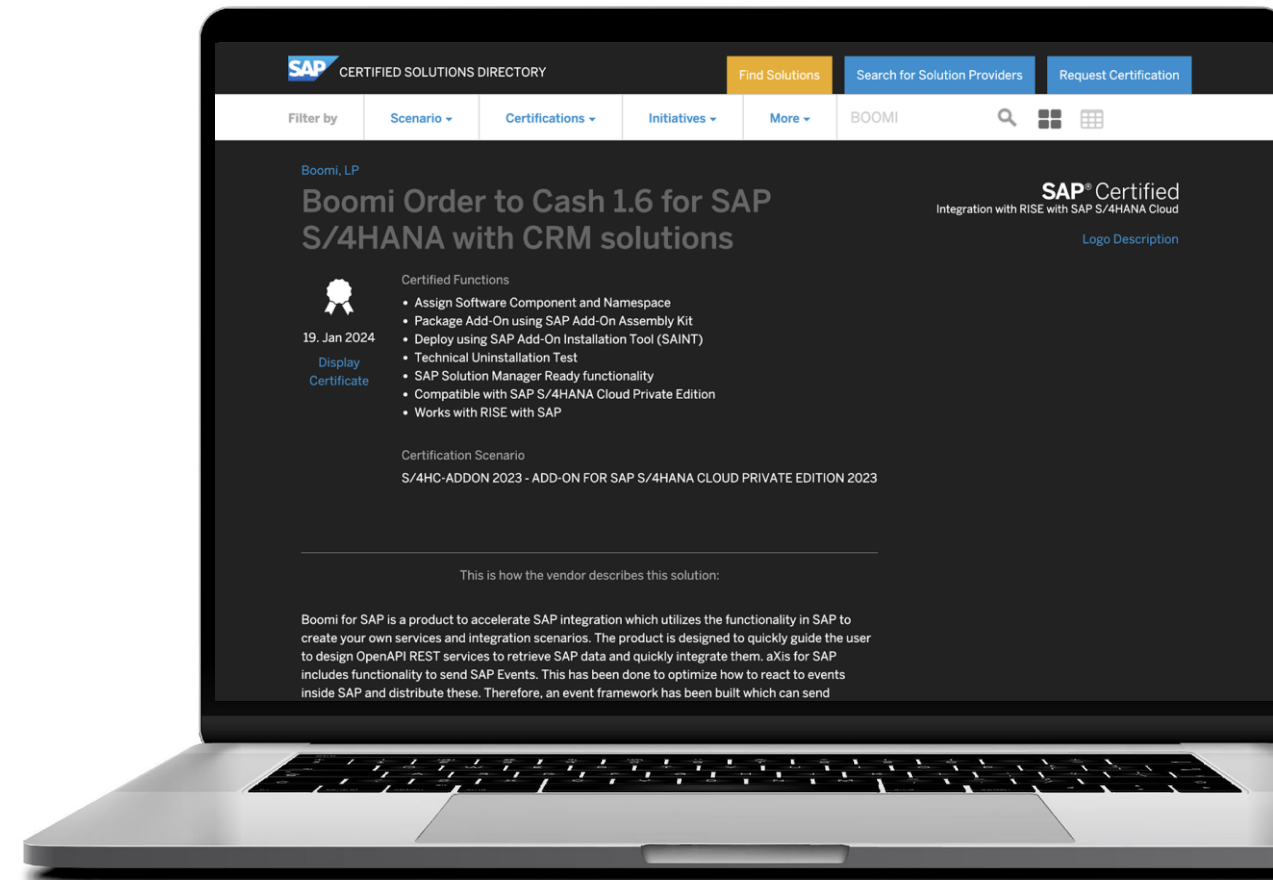 SAP CERTIFIED SOLUTIONS DIRECTORY
Find Solutions
Search for Solution Providers
Request Certification
Filter by
Scenario
Certifications
Initiatives
More
BOOMI
Boomi, LP
Boomi Order to Cash 1.6 for SAP
S/4HANA with CRM solutions
SAP® Certified
Integration with RISE with SAP S/4HANA Cloud
Logo Description
19. Jan 2024
Display
Certificate
Certified Functions
• Assign Software Component and Namespace
• Package Add-On using SAP Add-On Assembly Kit
• Deploy using SAP Add-On Installation Tool (SAINT)
• Technical Uninstallation Test
• SAP Solution Manager Ready functionality
• Compatible with SAP S/4HANA Cloud Private Edition
• Works with RISE with SAP
Certification Scenario
S/4HC-ADDON 2023 - ADD-ON FOR SAP S/4HANA CLOUD PRIVATE EDITION 2023
This is how the vendor describes this solution:
Boomi for SAP is a product to accelerate SAP integration which utilizes the functionality in SAP to
create your own services and integration scenarios. The product is designed to quickly guide the user
to design OpenAPI REST services to retrieve SAP data and quickly integrate them. aXis for SAP
includes functionality to send SAP Events. This has been done to optimize how to react to events
inside SAP and distribute these. Therefore, an event framework has been built which can send